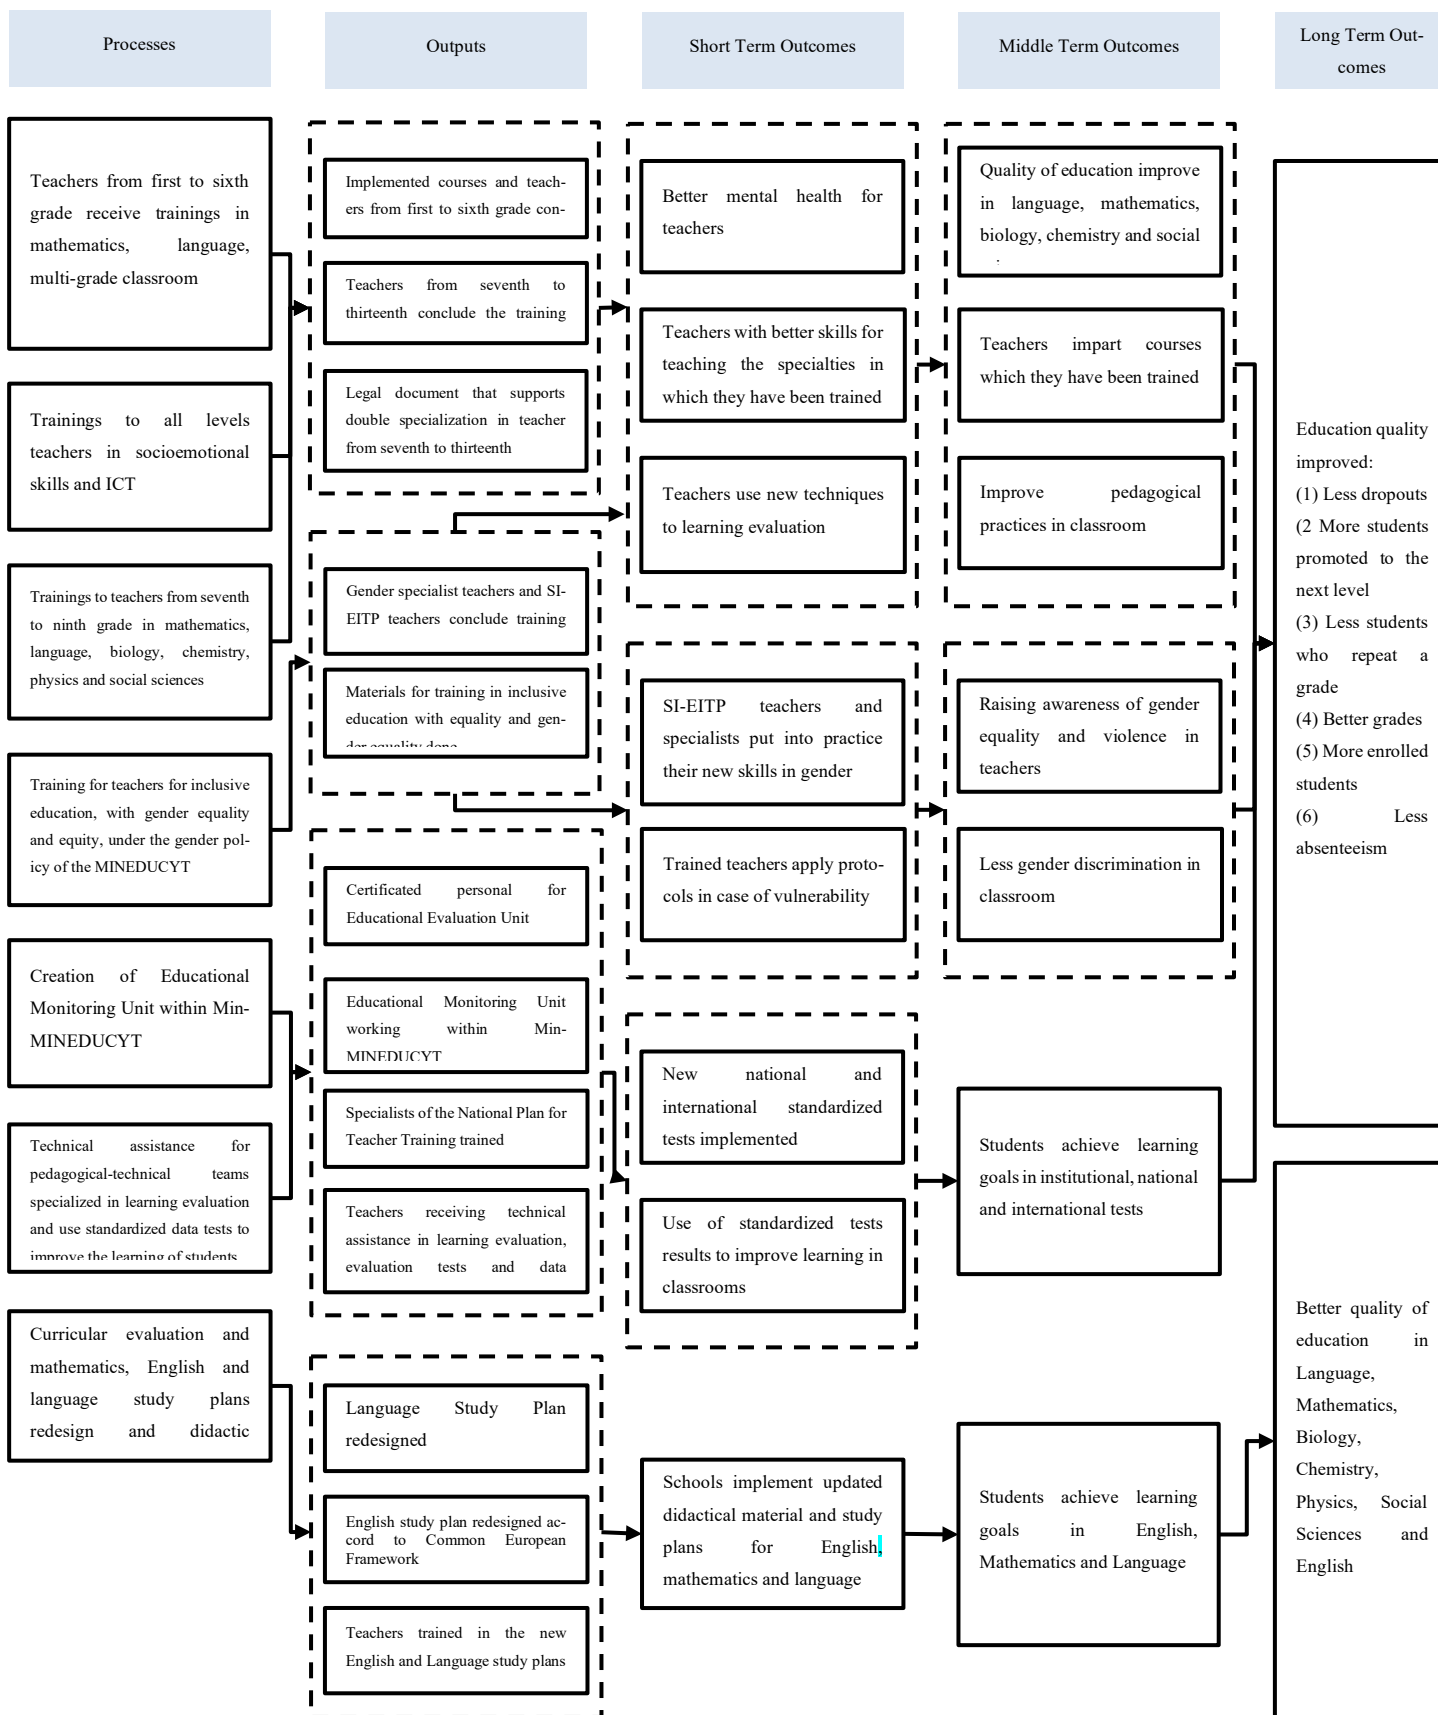 Processes
Outputs
Short Term Outcomes
Middle Term Outcomes
Long Term Out-
comes
Teachers from first to sixth
grade receive trainings in
mathematics, language,
multi-grade classroom
Trainings to all levels
teachers in socioemotional
skills and ICT
Trainings to teachers from seventh
to ninth grade in mathematics,
language, biology, chemistry,
physics and social sciences
Training for teachers for inclusive
education, with gender equality
and equity, under the gender pol-
icy of the MINEDUCYT
Creation of Educational
Monitoring Unit within Min-
MINEDUCYT
Technical assistance for
pedagogical-technical teams
specialized in learning evaluation
and use standardized data tests to
improve the learning of students
Curricular evaluation and
mathematics, English and
language study plans
redesign and didactic
Implemented courses and teach-
ers from first to sixth grade con-
Teachers from seventh to
thirteenth conclude the training
Legal document that supports
double specialization in teacher
from seventh to thirteenth
Gender specialist teachers and SI-
EITP teachers conclude training
Materials for training in inclusive
education with equality and gen-
der equality done
Certificated personal for
Educational Evaluation Unit
Educational Monitoring Unit
working within Min-
MINEDUCYT
Specialists of the National Plan for
Teacher Training trained
Teachers receiving technical
assistance in learning evaluation,
evaluation tests and data
Language Study Plan
redesigned
English study plan redesigned ac-
cord to Common European
Framework
Teachers trained in the new
English and Language study plans
Better mental health for
teachers
Teachers with better skills for
teaching the specialties in
which they have been trained
Teachers use new techniques
to learning evaluation
SI-EITP teachers and
specialists put into practice
their new skills in gender
Trained teachers apply proto-
cols in case of vulnerability
New national and
international standardized
tests implemented
Use of standardized tests
results to improve learning in
classrooms
Schools implement updated
didactical material and study
plans for English,
mathematics and language
Quality of education improve
in language, mathematics,
biology, chemistry and social
Teachers impart courses
which they have been trained
Improve pedagogical
practices in classroom
Raising awareness of gender
equality and violence in
teachers
Less gender discrimination in
classroom
Students achieve learning
goals in institutional, national
and international tests
Students achieve learning
goals in English,
Mathematics and Language
Education quality
improved:
(1) Less dropouts
(2 More students
promoted to the
next level
(3) Less students
who repeat a
grade
(4) Better grades
(5) More enrolled
students
(6) Less
absenteeism
Better quality of
education in
Language,
Mathematics,
Biology,
Chemistry,
Physics, Social
Sciences and
English